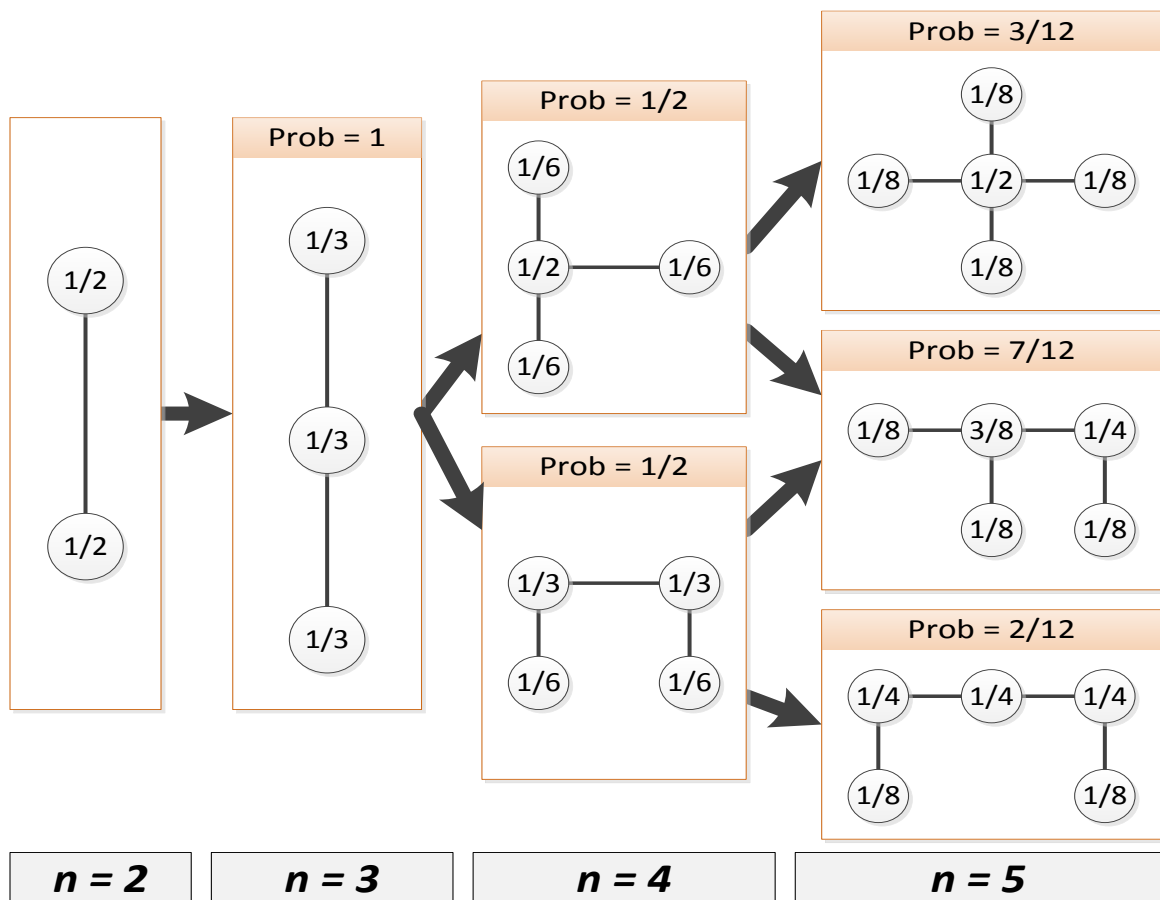 1/2
1/2
Prob = 1
1/3
1/3
1/3
Prob = 1/2
1/6
1/2 1/6
1/6
Prob = 1/2
1/3 1/3
1/6 1/6
Prob = 3/12
1/8
1/8 1/2 1/8
1/8
Prob = 7/12
1/8 3/8 1/4
1/8 1/8
Prob = 2/12
1/4 1/4 1/4
1/8 1/8
n = 2 n = 3 n = 4 n = 5